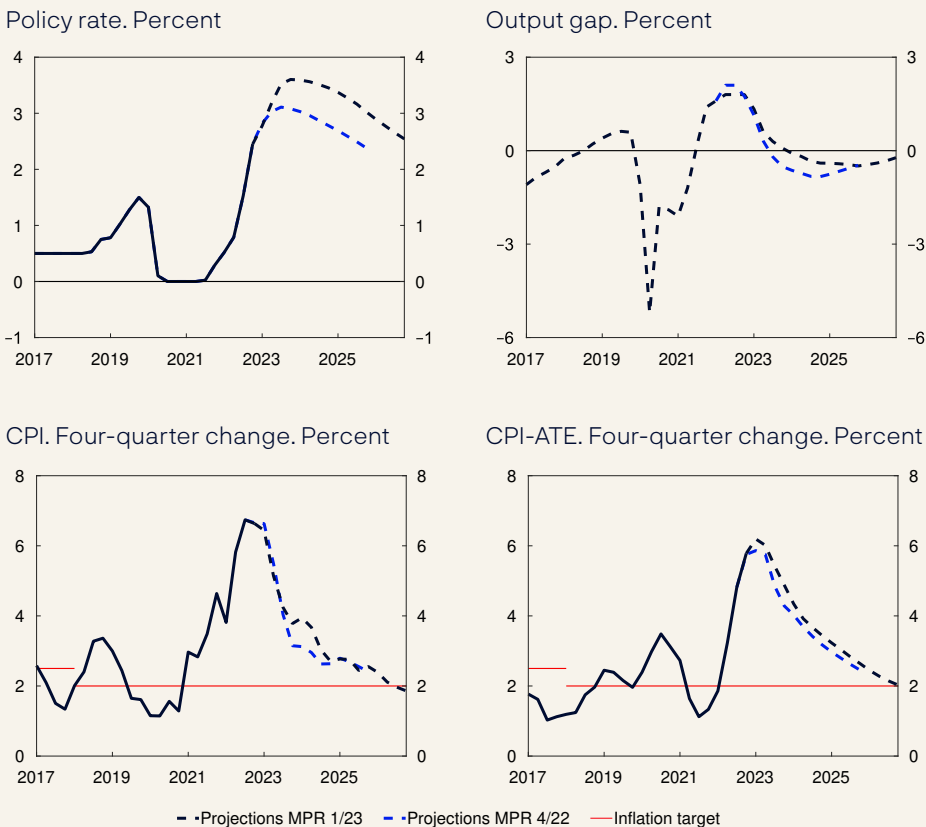 Policy rate. Percent
4 4
3 3
2 2
1 1
0 0
−1 −1
2017 2019 2021 2023 2025
Output gap. Percent
3 3
0 0
−3 −3
−6 −6
2017 2019 2021 2023 2025
CPI. Four-quarter change. Percent
8 8
6 6
4 4
2 2
0 0
2017 2019 2021 2023 2025
CPI-ATE. Four-quarter change. Percent
8 8
6 6
4 4
2 2
0 0
2017 2019 2021 2023 2025
Projections MPR 1/23 Projections MPR 4/22 Inflation target